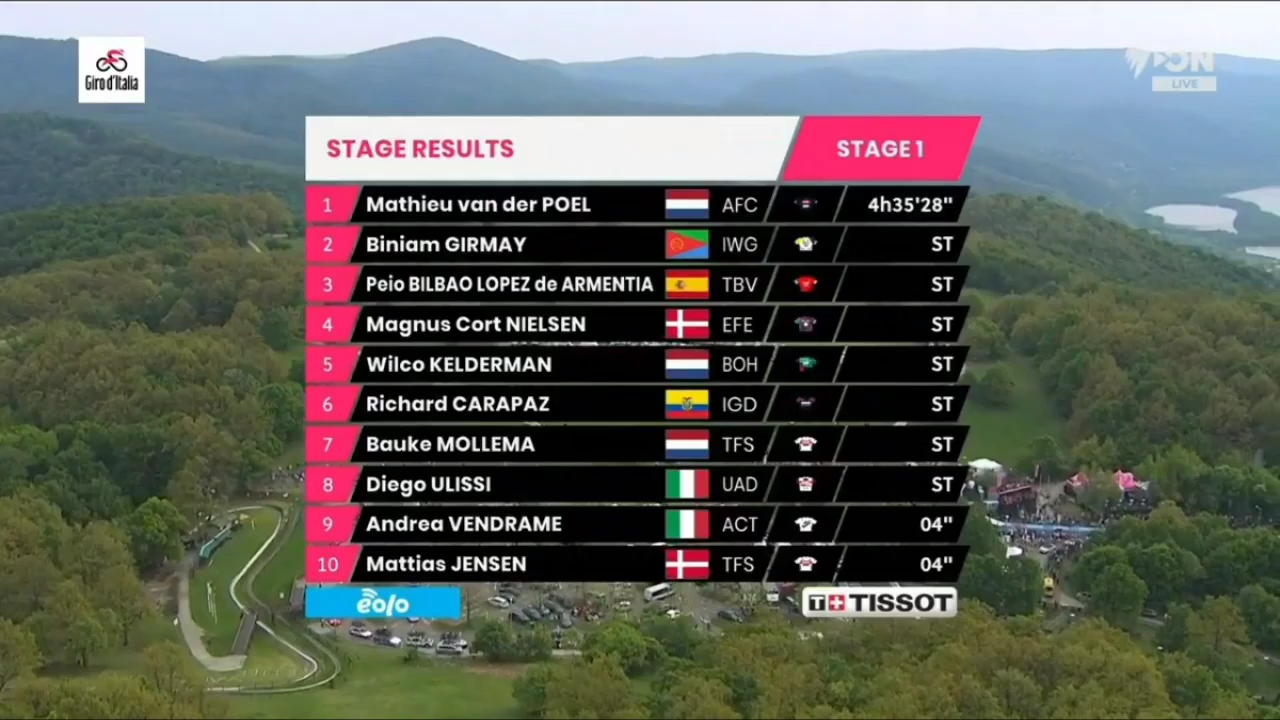 Giro d'Italia
ON
LIVE
STAGE RESULTS STAGE 1
1 Mathieu van der POEL AFC 4h35'28"
2 Biniam GIRMAY IWG ST
3 Peio BILBAO LOPEZ de ARMENTIA TBV ST
4 Magnus Cort NIELSEN EFE ST
5 Wilco KELDERMAN BOH ST
6 Richard CARAPAZ IGD ST
7 Bauke MOLLEMA TFS ST
8 Diego ULISSI UAD ST
9 Andrea VENDRAME ACT 04"
10 Mattias JENSEN TFS 04"
eolo T+ TISSOT